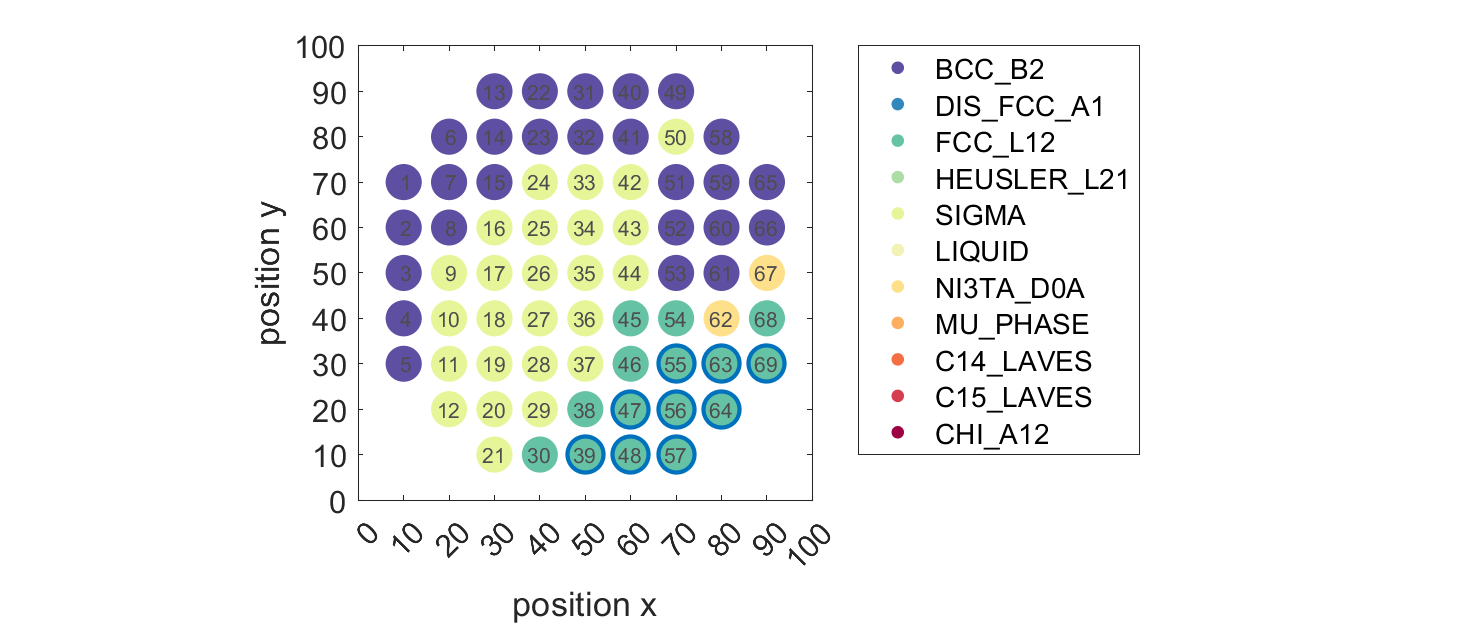 100
90
80
70
60
50
40
30
20
10
0
position y
13 22 31 40 49
6 14 23 32 41 50 58
1 7 15 24 33 42 51 59 65
2 8 16 25 34 43 52 60 66
3 9 17 26 35 44 53 61 67
4 10 18 27 36 45 54 62 68
5 11 19 28 37 46 55 63 69
12 20 29 38 47 56 64
21 30 39 48 57
0 10 20 30 40 50 60 70 80 90 100
position x
BCC_B2
DIS_FCC_A1
FCC_L12
HEUSLER_L21
SIGMA
LIQUID
NI3TA_D0A
MU_PHASE
C14_LAVES
C15_LAVES
CHI_A12